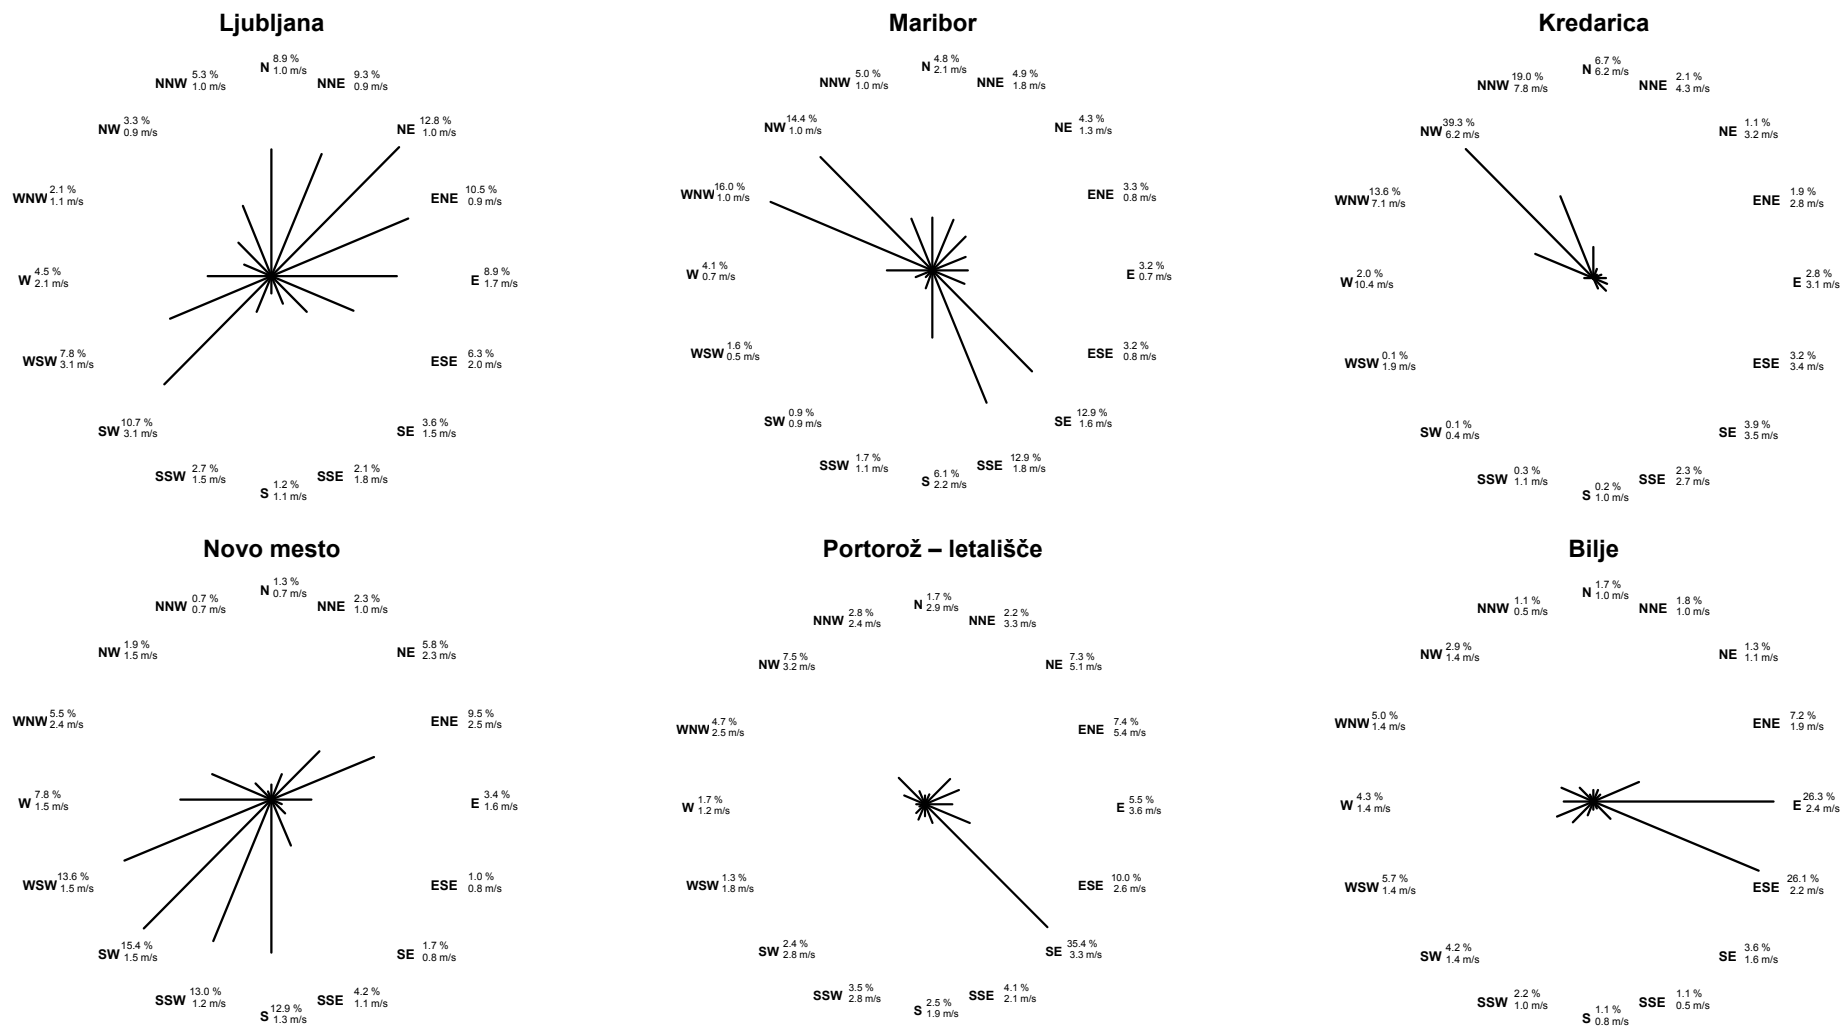 Ljubljana
N 8.9 %
1.0 m/s
NNE 9.3 %
0.9 m/s
NE 12.8 %
1.0 m/s
ENE 10.5 %
0.9 m/s
E 8.9 %
1.7 m/s
ESE 6.3 %
2.0 m/s
SE 3.6 %
1.5 m/s
SSE 2.1 %
1.8 m/s
S 1.2 %
1.1 m/s
SSW 2.7 %
1.5 m/s
SW 10.7 %
3.1 m/s
WSW 7.8 %
3.1 m/s
W 4.5 %
2.1 m/s
WNW 2.1 %
1.1 m/s
NW 3.3 %
0.9 m/s
NNW 5.3 %
1.0 m/s
Maribor
N 4.8 %
2.1 m/s
NNE 4.9 %
1.8 m/s
NE 4.3 %
1.3 m/s
ENE 3.3 %
0.8 m/s
E 3.2 %
0.7 m/s
ESE 3.2 %
0.8 m/s
SE 12.9 %
1.6 m/s
SSE 12.9 %
1.8 m/s
S 6.1 %
2.2 m/s
SSW 1.7 %
1.1 m/s
SW 0.9 %
0.9 m/s
WSW 1.6 %
0.5 m/s
W 4.1 %
0.7 m/s
WNW 16.0 %
1.0 m/s
NW 14.4 %
1.0 m/s
NNW 5.0 %
1.0 m/s
Kredarica
N 6.7 %
6.2 m/s
NNE 2.1 %
4.3 m/s
NE 1.1 %
3.2 m/s
ENE 1.9 %
2.8 m/s
E 2.8 %
3.1 m/s
ESE 3.2 %
3.4 m/s
SE 3.9 %
3.5 m/s
SSE 2.3 %
2.7 m/s
S 0.2 %
1.0 m/s
SSW 0.3 %
1.1 m/s
SW 0.1 %
0.4 m/s
WSW 0.1 %
1.9 m/s
W 2.0 %
10.4 m/s
WNW 13.6 %
7.1 m/s
NW 39.3 %
6.2 m/s
NNW 19.0 %
7.8 m/s
Novo mesto
N 1.3 %
0.7 m/s
NNE 2.3 %
1.0 m/s
NE 5.8 %
2.3 m/s
ENE 9.5 %
2.5 m/s
E 3.4 %
1.6 m/s
ESE 1.0 %
0.8 m/s
SE 1.7 %
0.8 m/s
SSE 4.2 %
1.1 m/s
S 12.9 %
1.3 m/s
SSW 13.0 %
1.2 m/s
SW 15.4 %
1.5 m/s
WSW 13.6 %
1.5 m/s
W 7.8 %
1.5 m/s
WNW 5.5 %
2.4 m/s
NW 1.9 %
1.5 m/s
NNW 0.7 %
0.7 m/s
Portorož – letališče
N 1.7 %
2.9 m/s
NNE 2.2 %
3.3 m/s
NE 7.3 %
5.1 m/s
ENE 7.4 %
5.4 m/s
E 5.5 %
3.6 m/s
ESE 10.0 %
2.6 m/s
SE 35.4 %
3.3 m/s
SSE 4.1 %
2.1 m/s
S 2.5 %
1.9 m/s
SSW 3.5 %
2.8 m/s
SW 2.4 %
2.8 m/s
WSW 1.3 %
1.8 m/s
W 1.7 %
1.2 m/s
WNW 4.7 %
2.5 m/s
NW 7.5 %
3.2 m/s
NNW 2.8 %
2.4 m/s
Bilje
N 1.7 %
1.0 m/s
NNE 1.8 %
1.0 m/s
NE 1.3 %
1.1 m/s
ENE 7.2 %
1.9 m/s
E 26.3 %
2.4 m/s
ESE 26.1 %
2.2 m/s
SE 3.6 %
1.6 m/s
SSE 1.1 %
0.5 m/s
S 1.1 %
0.8 m/s
SSW 2.2 %
1.0 m/s
SW 4.2 %
1.4 m/s
WSW 5.7 %
1.4 m/s
W 4.3 %
1.4 m/s
WNW 5.0 %
1.4 m/s
NW 2.9 %
1.4 m/s
NNW 1.1 %
0.5 m/s